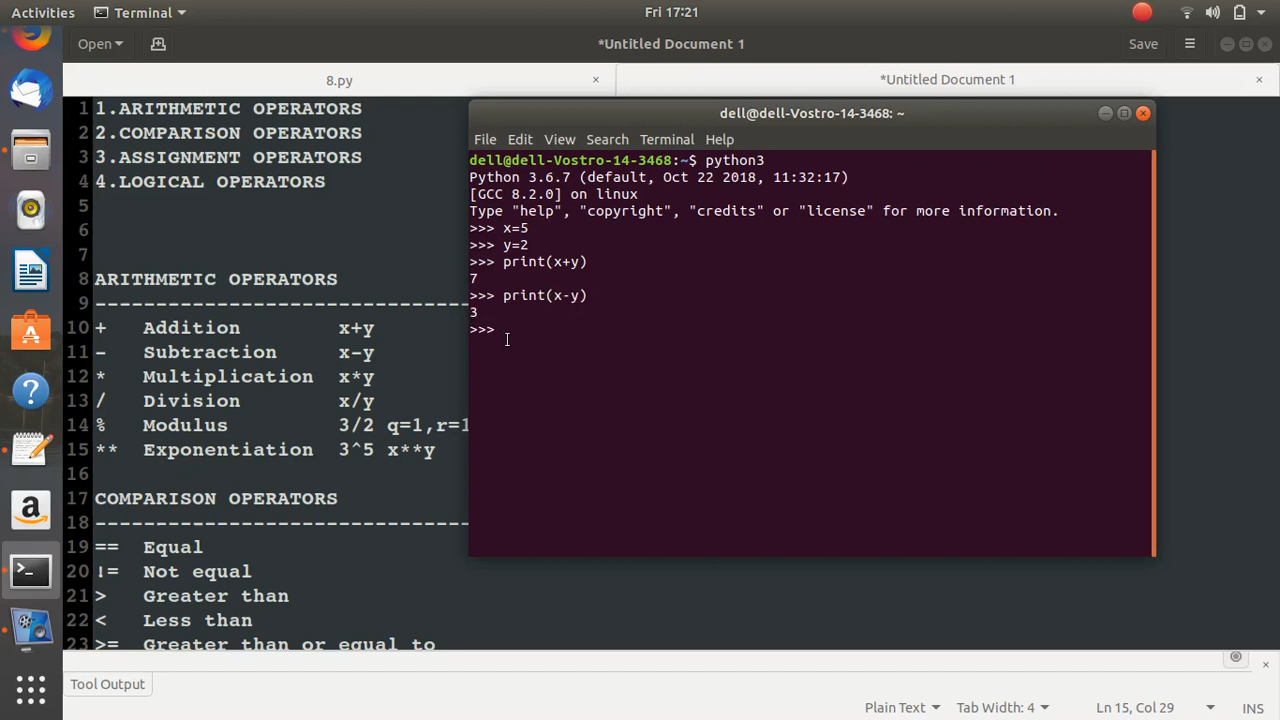 Activities
Terminal
Fri 17:21
Open
*Untitled Document 1
Save
8.py
*Untitled Document 1
1 1.ARITHMETIC OPERATORS
2 2.COMPARISON OPERATORS
3 3.ASSIGNMENT OPERATORS
4 4.LOGICAL OPERATORS
5
6
7
8 ARITHMETIC OPERATORS
9 -------------------------------
10 + Addition x+y
11 - Subtraction x-y
12 * Multiplication x*y
13 / Division x/y
14 % Modulus 3/2 q=1,r=1
15 ** Exponentiation 3^5 x**y
16
17 COMPARISON OPERATORS
18 -------------------------------
19 == Equal
20 != Not equal
21 > Greater than
22 < Less than
23 >= Greater than or equal to
dell@dell-Vostro-14-3468: ~
File Edit View Search Terminal Help
dell@dell-Vostro-14-3468:~$ python3
Python 3.6.7 (default, Oct 22 2018, 11:32:17)
[GCC 8.2.0] on linux
Type "help", "copyright", "credits" or "license" for more information.
>>> x=5
>>> y=2
>>> print(x+y)
7
>>> print(x-y)
3
>>>
Tool Output
Plain Text
Tab Width: 4
Ln 15, Col 29
INS